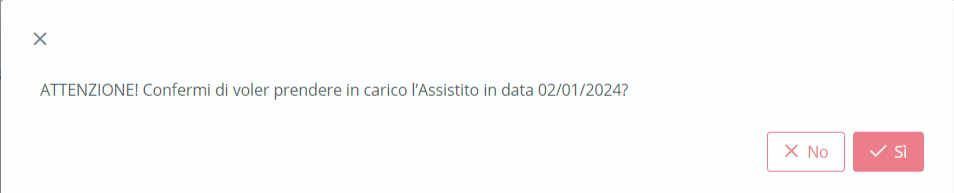 ATTENZIONE! Confermi di voler prendere in carico l'Assistito in data 02/01/2024?
No
Sì